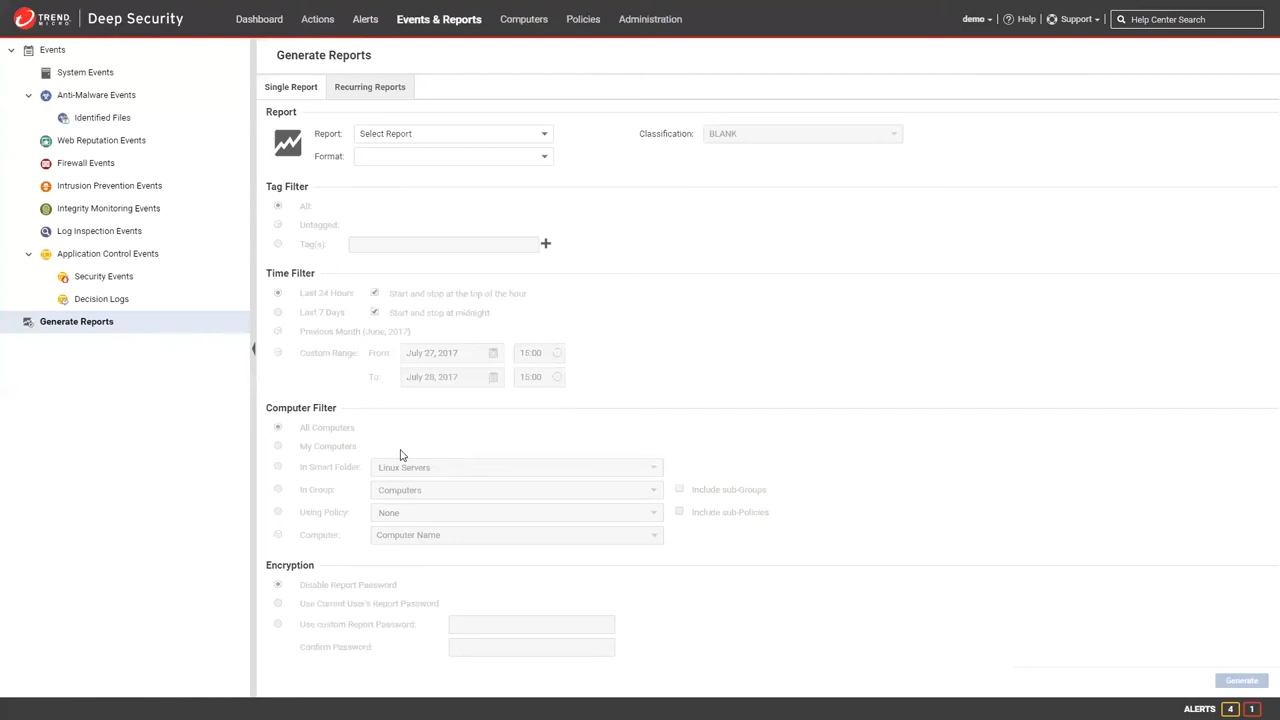 TREND MICRO Deep Security Dashboard Actions Alerts Events & Reports Computers Policies Administration demo Help Support Help Center Search
Events
System Events
Anti-Malware Events
Identified Files
Web Reputation Events
Firewall Events
Intrusion Prevention Events
Integrity Monitoring Events
Log Inspection Events
Application Control Events
Security Events
Decision Logs
Generate Reports
Generate Reports
Single Report Recurring Reports
Report
Report: Select Report Classification: BLANK
Format:
Tag Filter
All:
Untagged:
Tag(s):
Time Filter
Last 24 Hours Start and stop at the top of the hour
Last 7 Days Start and stop at midnight
Previous Month (June, 2017)
Custom Range: From: July 27, 2017 15:00
To: July 28, 2017 15:00
Computer Filter
All Computers
My Computers
In Smart Folder: Linux Servers
In Group: Computers Include sub-Groups
Using Policy: None Include sub-Policies
Computer: Computer Name
Encryption
Disable Report Password
Use Current User's Report Password
Use custom Report Password:
Confirm Password:
Generate
ALERTS 4 1